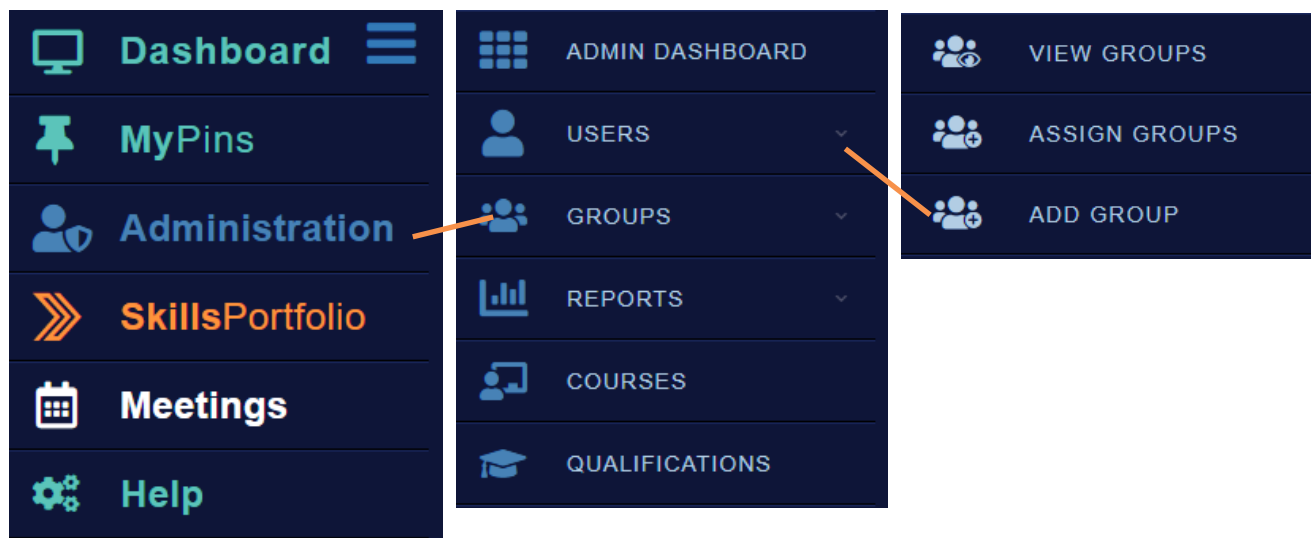 Dashboard
MyPins
Administration
SkillsPortfolio
Meetings
Help
ADMIN DASHBOARD
USERS
GROUPS
REPORTS
COURSES
QUALIFICATIONS
VIEW GROUPS
ASSIGN GROUPS
ADD GROUP